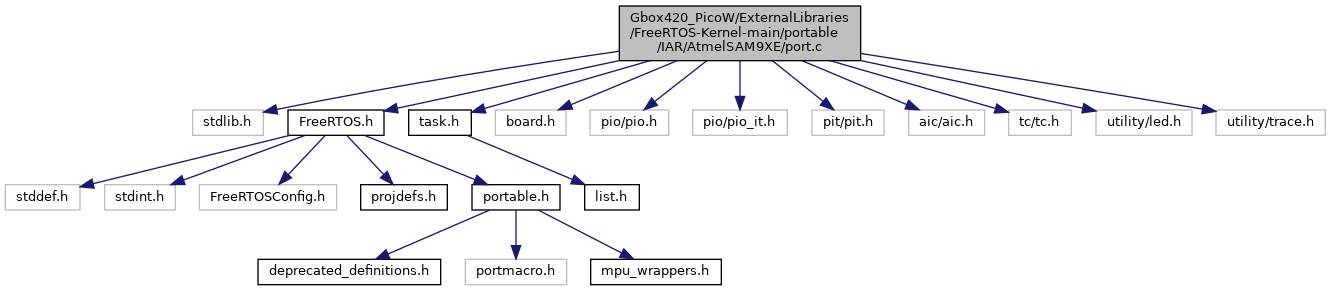 Gbox420_PicoW/ExternalLibraries
/FreeRTOS-Kernel-main/portable
/IAR/AtmelSAM9XE/port.c
stdlib.h
FreeRTOS.h
task.h
board.h
pio/pio.h
pio/pio_it.h
pit/pit.h
aic/aic.h
tc/tc.h
utility/led.h
utility/trace.h
stddef.h
stdint.h
FreeRTOSConfig.h
projdefs.h
portable.h
list.h
deprecated_definitions.h
portmacro.h
mpu_wrappers.h